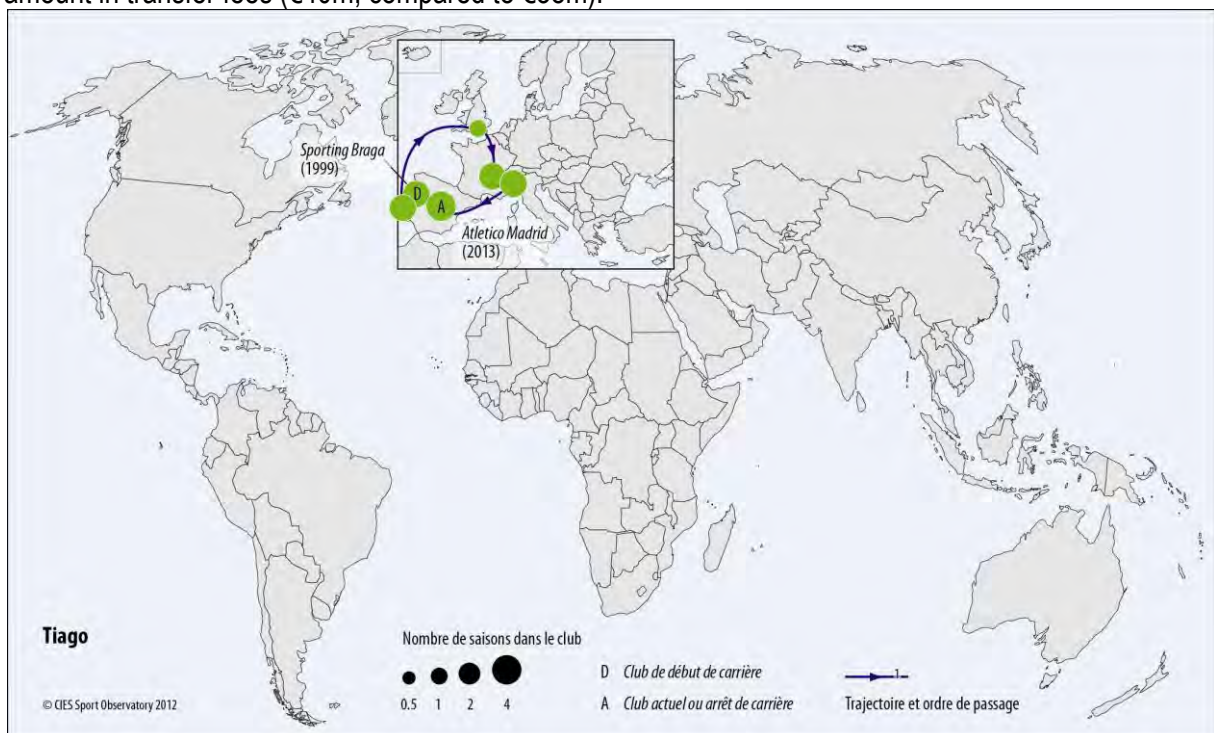 amount in transfer fees (€40m, compared to €60m).
Sporting Braga
(1999)
D
A
Atletico Madrid
(2013)
Tiago
Nombre de saisons dans le club
0.5 1 2 4
D Club de début de carrière
A Club actuel ou arrêt de carrière
1
Trajectoire et ordre de passage
© CIES Sport Observatory 2012